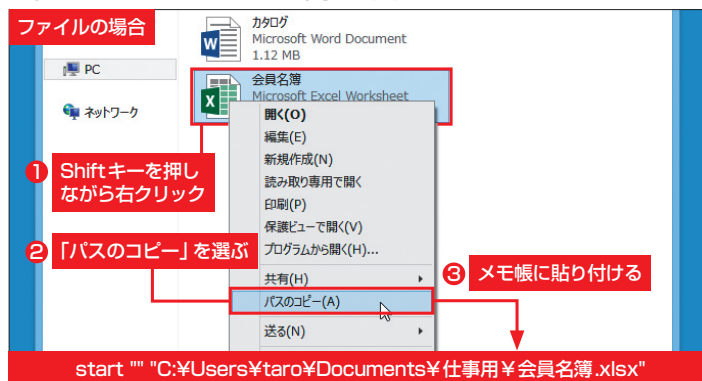 ファイルの場合
カタログ
Microsoft Word Document
1.12 MB
PC
会員名簿
Microsoft Excel Worksheet
ネットワーク
開く(O)
編集(E)
新規作成(N)
❶ Shiftキーを押し
ながら右クリック
読み取り専用で開く
印刷(P)
保護ビューで開く(V)
❷ 「パスのコピー」を選ぶ
プログラムから開く(H)...
共有(H)
❸ メモ帳に貼り付ける
パスのコピー(A)
送る(N)
start "" "C:¥Users¥taro¥Documents¥仕事用¥会員名簿.xlsx"